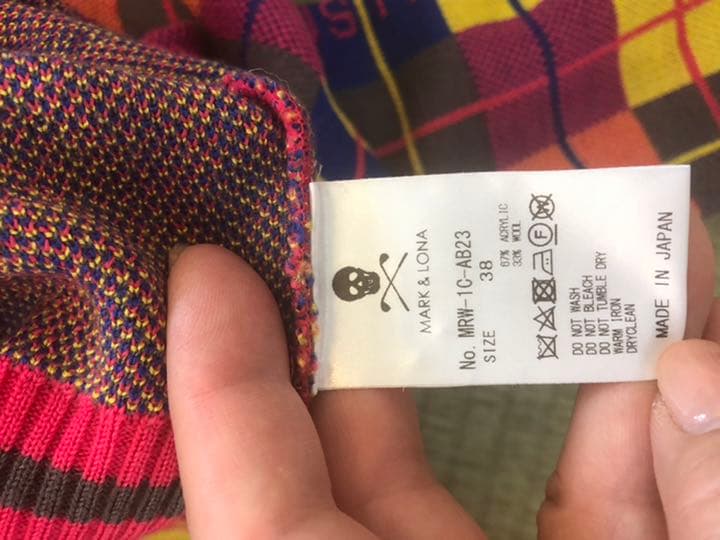 MARK & LONA
No. MRW-1C-AB23
SIZE 38
67% ACRYLIC
33% WOOL
DO NOT WASH
DO NOT BLEACH
DO NOT TUMBLE DRY
WARM IRON
DRYCLEAN
MADE IN JAPAN